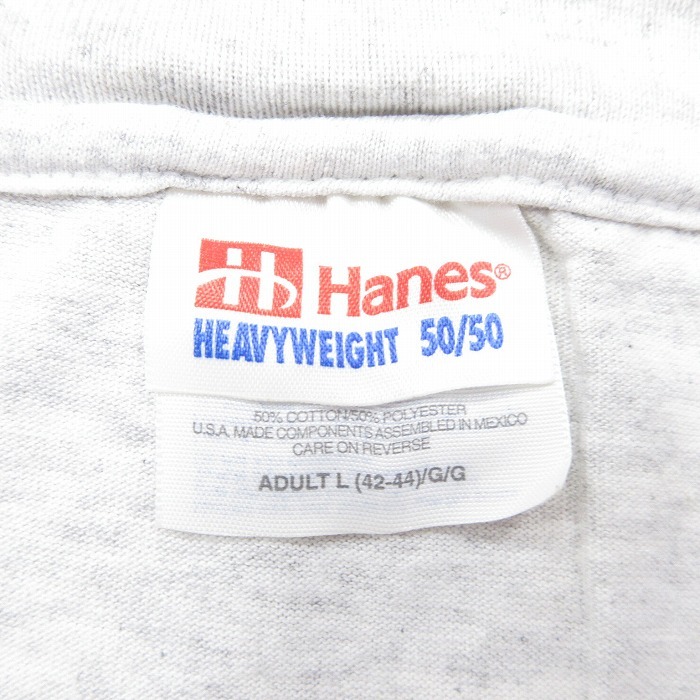 H Hanes®
HEAVYWEIGHT 50/50
50% COTTON/50% POLYESTER
U.S.A. MADE COMPONENTS ASSEMBLED IN MEXICO
CARE ON REVERSE
ADULT L (42-44)/G/G